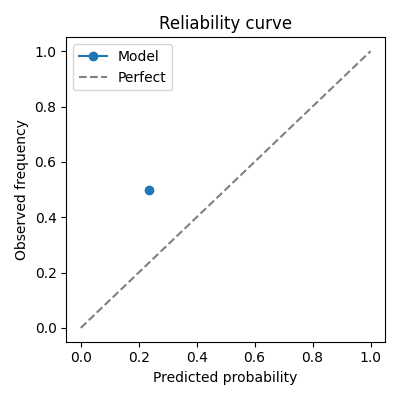 Reliability curve
Model
Perfect
Observed frequency
1.0
0.8
0.6
0.4
0.2
0.0
0.0 0.2 0.4 0.6 0.8 1.0
Predicted probability